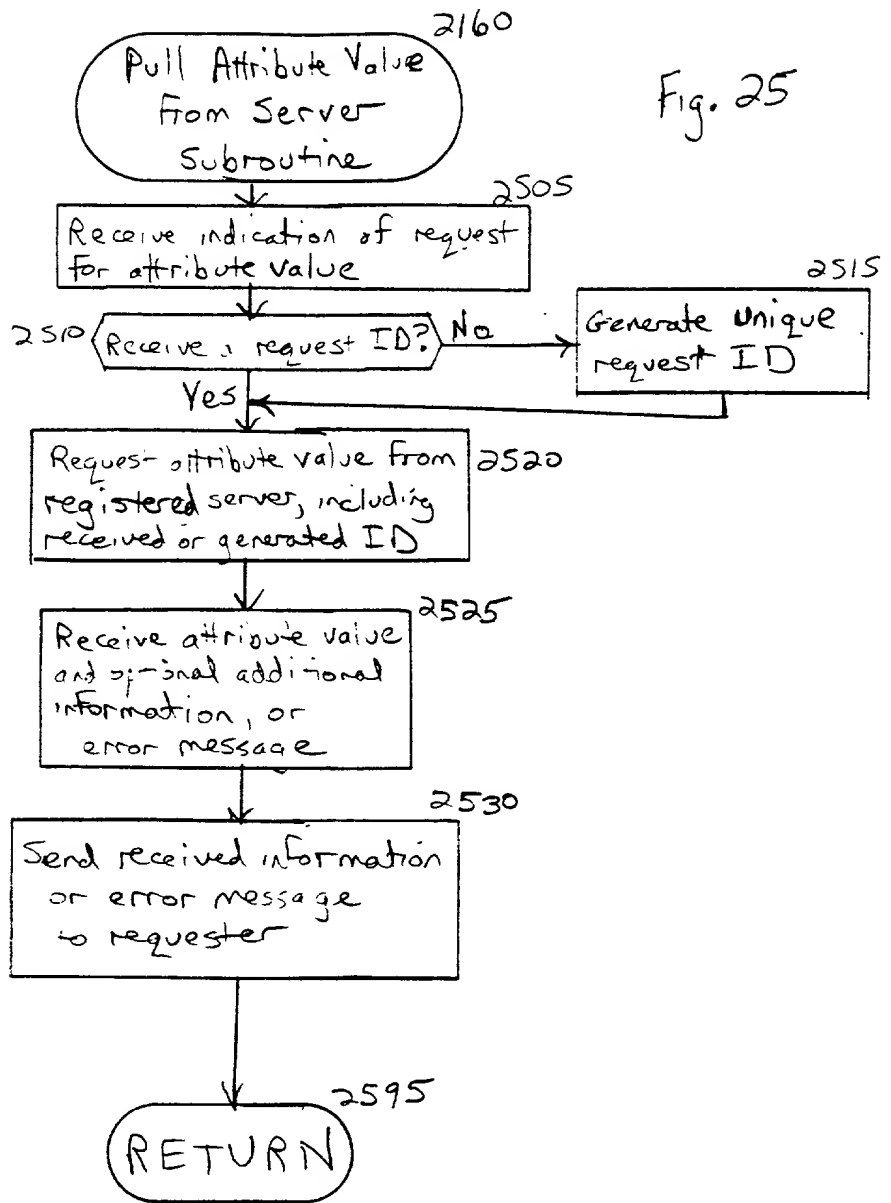 2160
Pull Attribute Value
From Server
Subroutine
Fig. 25
2505
Receive indication of request
for attribute value
2510
Receive a request ID?
No
2515
Generate Unique
request ID
Yes
Request attribute value from
registered server, including
received or generated ID
2520
2525
Receive attribute value
and optional additional
information, or
error message
2530
Send received information
or error message
to requester
2595
RETURN